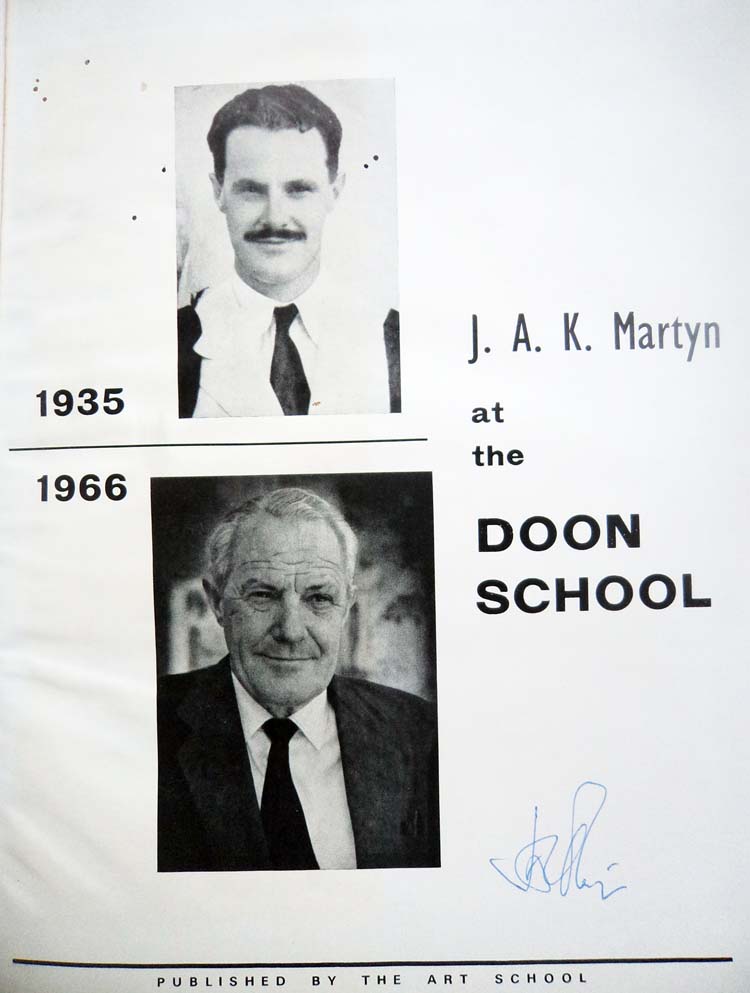 1935
1966
J. A. K. Martyn
at
the
DOON
SCHOOL
PUBLISHED BY THE ART SCHOOL